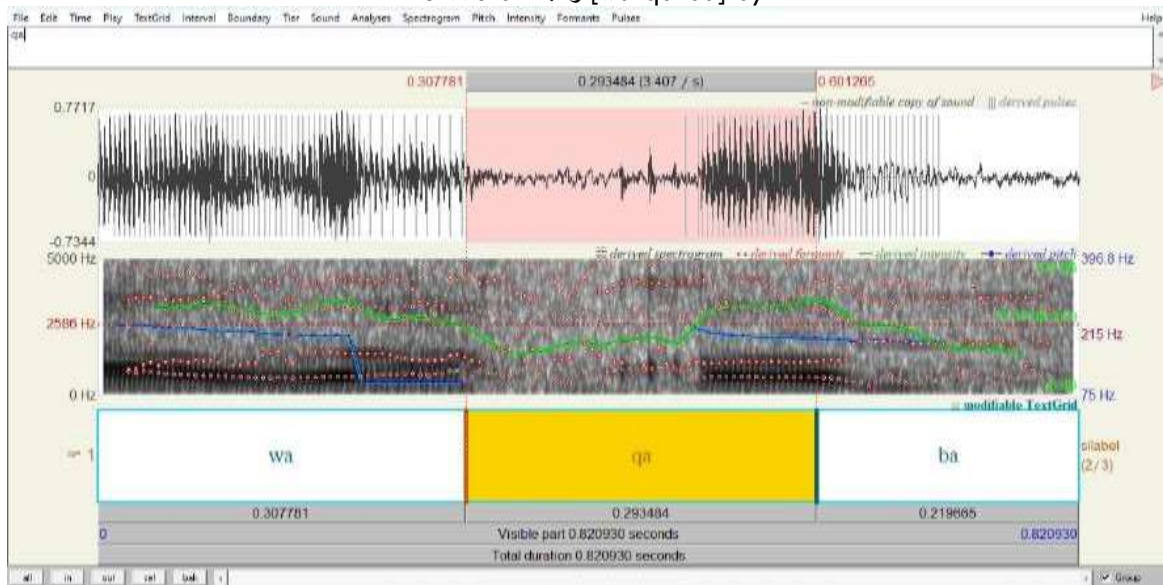 File Edit Time Play TextGrid Interval Boundary Tier Sound Analyses Spectrogram Pitch Intensity Formants Pulses Help
qa
0.307781 0.293484 (3.407 / s) 0.601265
0.7717
non-modifiable copy of sound derived pulses
0
-0.7344
5000 Hz derived spectrogram derived formants derived intensity derived pitch 396.8 Hz
2586 Hz 215 Hz
0 Hz 75 Hz
modifiable TextGrid
1 wa qa ba silabel
(2/3)
0.307781 0.293484 0.219665
0 Visible part 0.820930 seconds 0.820930
Total duration 0.820930 seconds
all in out sel bak Group